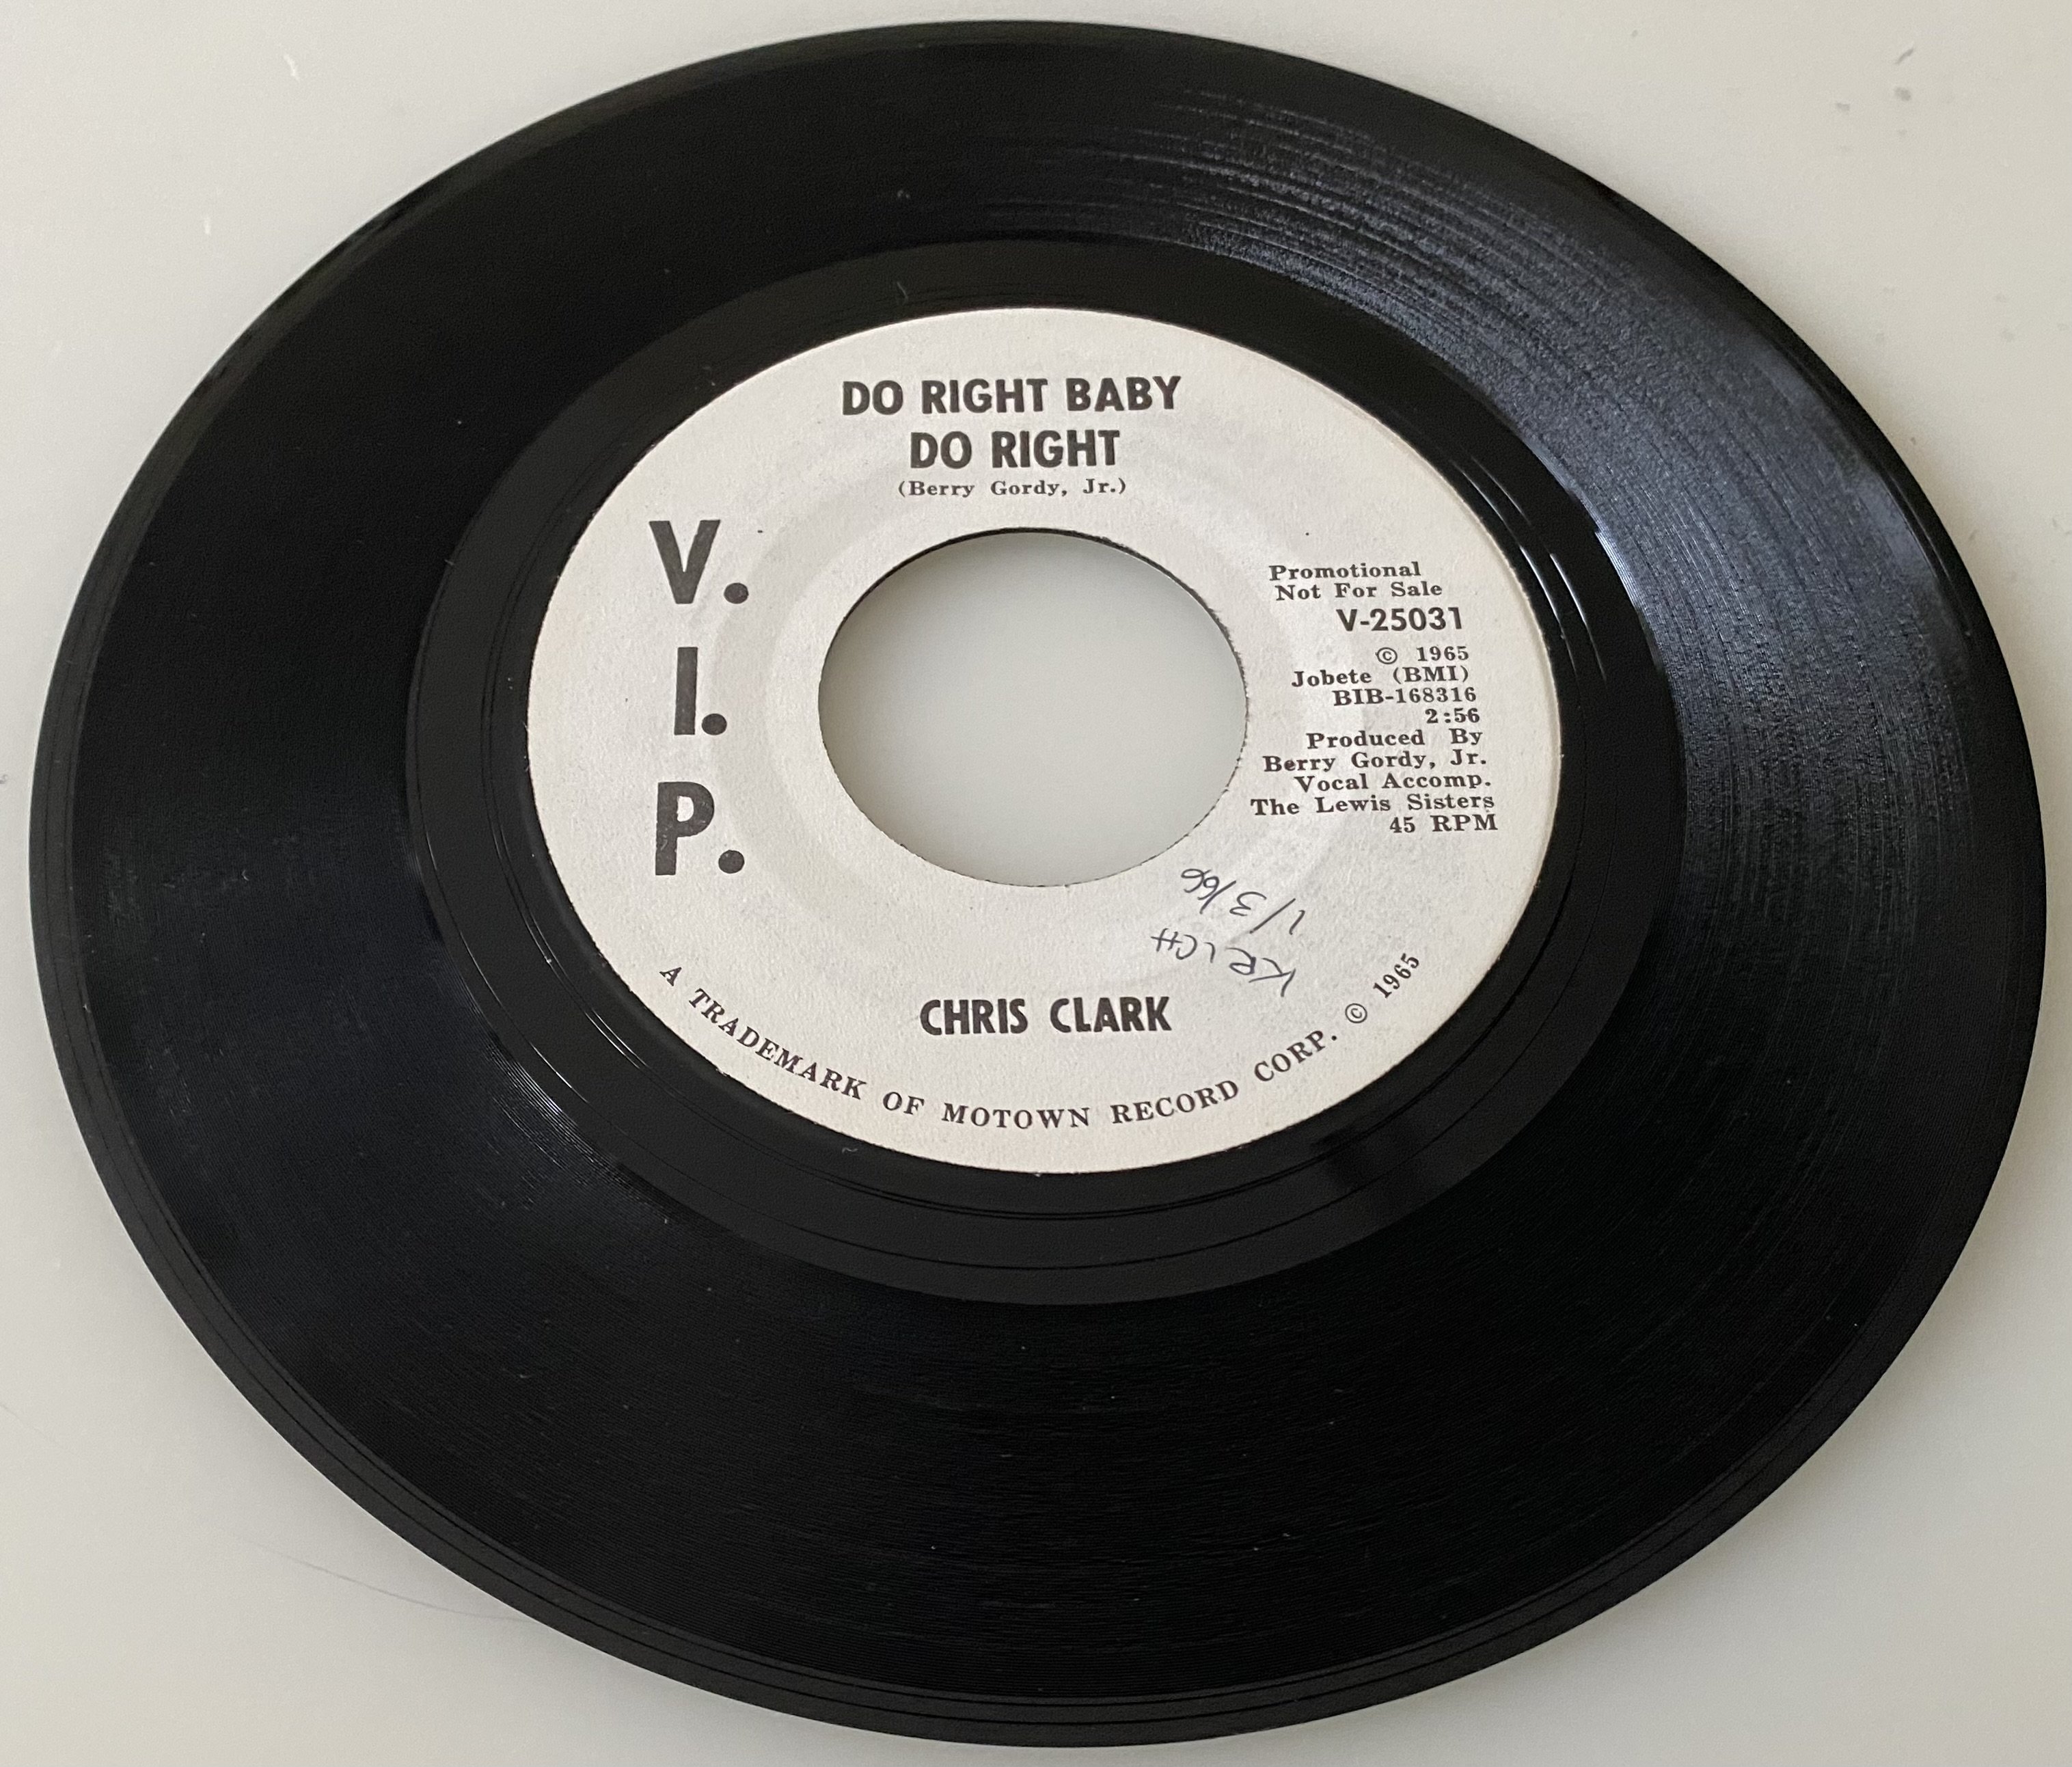 DO RIGHT BABY
DO RIGHT
(Berry Gordy, Jr.)
V.
I.
P.
Promotional
Not For Sale
V-25031
© 1965
Jobete (BMI)
BIB-168316
2:56
Produced By
Berry Gordy, Jr.
Vocal Accomp.
The Lewis Sisters
45 RPM
KRLCH
1/3/66
CHRIS CLARK
A TRADEMARK OF MOTOWN RECORD CORP. © 1965